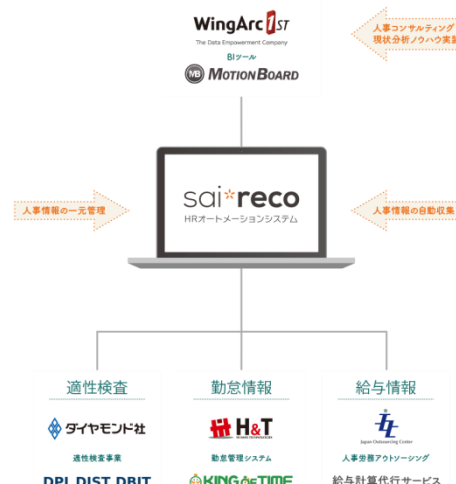 WingArc 1ST
The Data Empowerment Company
BIツール
MB MOTIONBOARD
人事コンサルティング
現状分析ノウハウ実装
sai*reco
HRオートメーションシステム
人事情報の一元管理
人事情報の自動収集
適性検査
勤怠情報
給与情報
ダイヤモンド社
H&T
Japan Outsourcing Center
適性検査事業
勤怠管理システム
人事労務アウトソーシング
DPI DIST DBIT
KING OF TIME
給与計算代行サービス